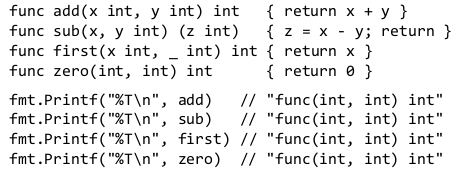 func add(x int, y int) int   { return x + y }
func sub(x, y int) (z int)   { z = x - y; return }
func first(x int, _ int) int { return x }
func zero(int, int) int      { return 0 }
fmt.Printf("%T\n", add)   // "func(int, int) int"
fmt.Printf("%T\n", sub)   // "func(int, int) int"
fmt.Printf("%T\n", first) // "func(int, int) int"
fmt.Printf("%T\n", zero)  // "func(int, int) int"